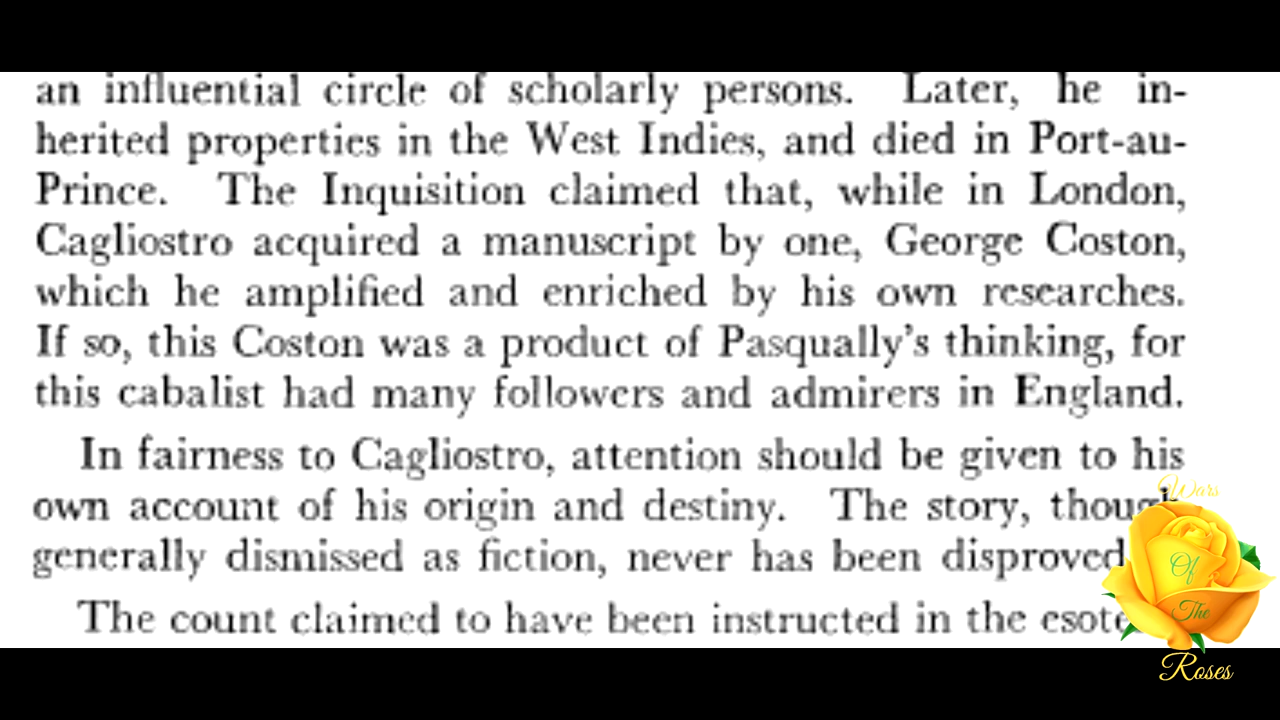 an influential circle of scholarly persons. Later, he in-
herited properties in the West Indies, and died in Port-au-
Prince. The Inquisition claimed that, while in London,
Cagliostro acquired a manuscript by one, George Coston,
which he amplified and enriched by his own researches.
If so, this Coston was a product of Pasqually's thinking, for
this cabalist had many followers and admirers in England.
In fairness to Cagliostro, attention should be given to his
own account of his origin and destiny. The story,
generally dismissed as fiction, never has been disproved
The count claimed to have been instructed in the
Wars
Of
The
Roses